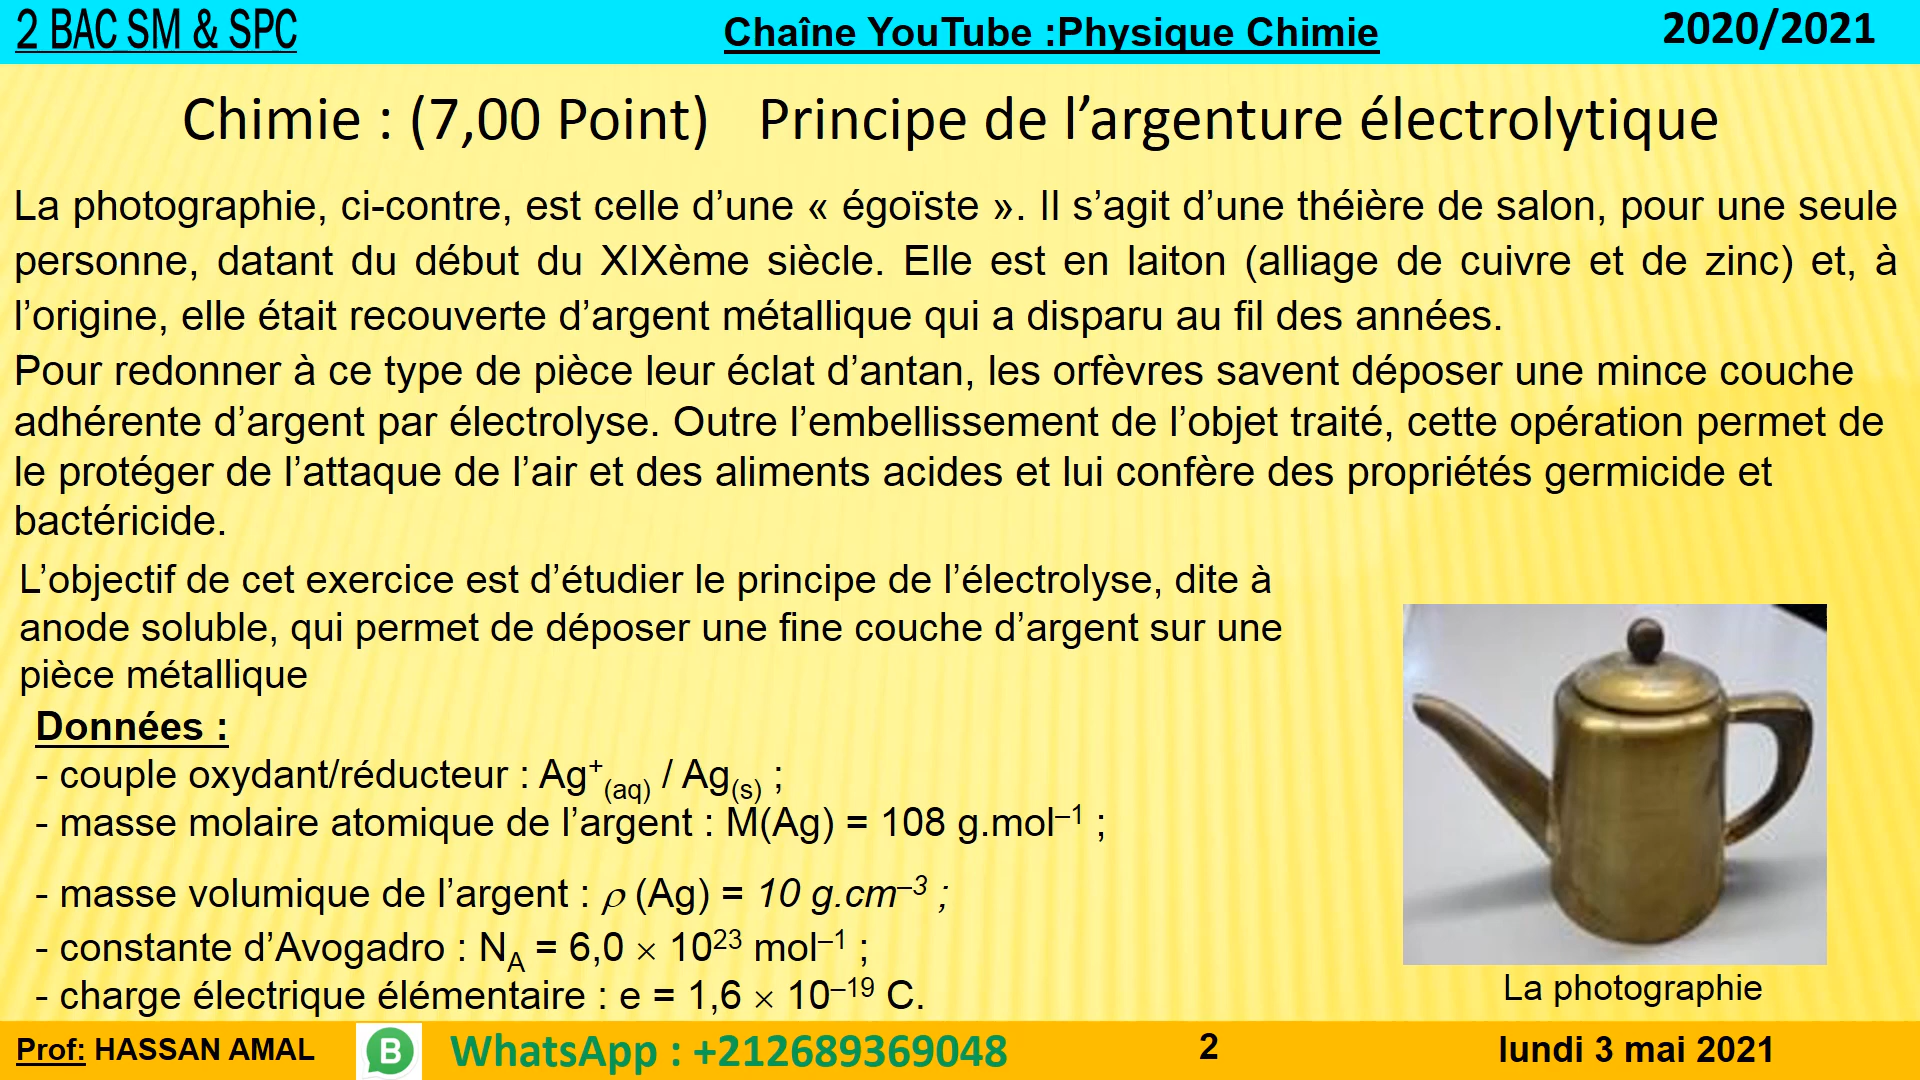 2 BAC SM & SPC
Chaîne YouTube :Physique Chimie
2020/2021
Chimie : (7,00 Point) Principe de l’argenture électrolytique
La photographie, ci-contre, est celle d’une « égoïste ». Il s’agit d’une théière de salon, pour une seule
personne, datant du début du XIXème siècle. Elle est en laiton (alliage de cuivre et de zinc) et, à
l’origine, elle était recouverte d’argent métallique qui a disparu au fil des années.
Pour redonner à ce type de pièce leur éclat d’antan, les orfèvres savent déposer une mince couche
adhérente d’argent par électrolyse. Outre l’embellissement de l’objet traité, cette opération permet de
le protéger de l’attaque de l’air et des aliments acides et lui confère des propriétés germicide et
bactéricide.
L’objectif de cet exercice est d’étudier le principe de l’électrolyse, dite à
anode soluble, qui permet de déposer une fine couche d’argent sur une
pièce métallique
Données :
- couple oxydant/réducteur : Ag⁺(aq) / Ag(s) ;
- masse molaire atomique de l’argent : M(Ag) = 108 g.mol⁻¹ ;
- masse volumique de l’argent : ρ (Ag) = 10 g.cm⁻³ ;
- constante d’Avogadro : N_A = 6,0 × 10²³ mol⁻¹ ;
- charge électrique élémentaire : e = 1,6 × 10⁻¹⁹ C.
La photographie
Prof: HASSAN AMAL
B
WhatsApp : +212689369048
2
lundi 3 mai 2021